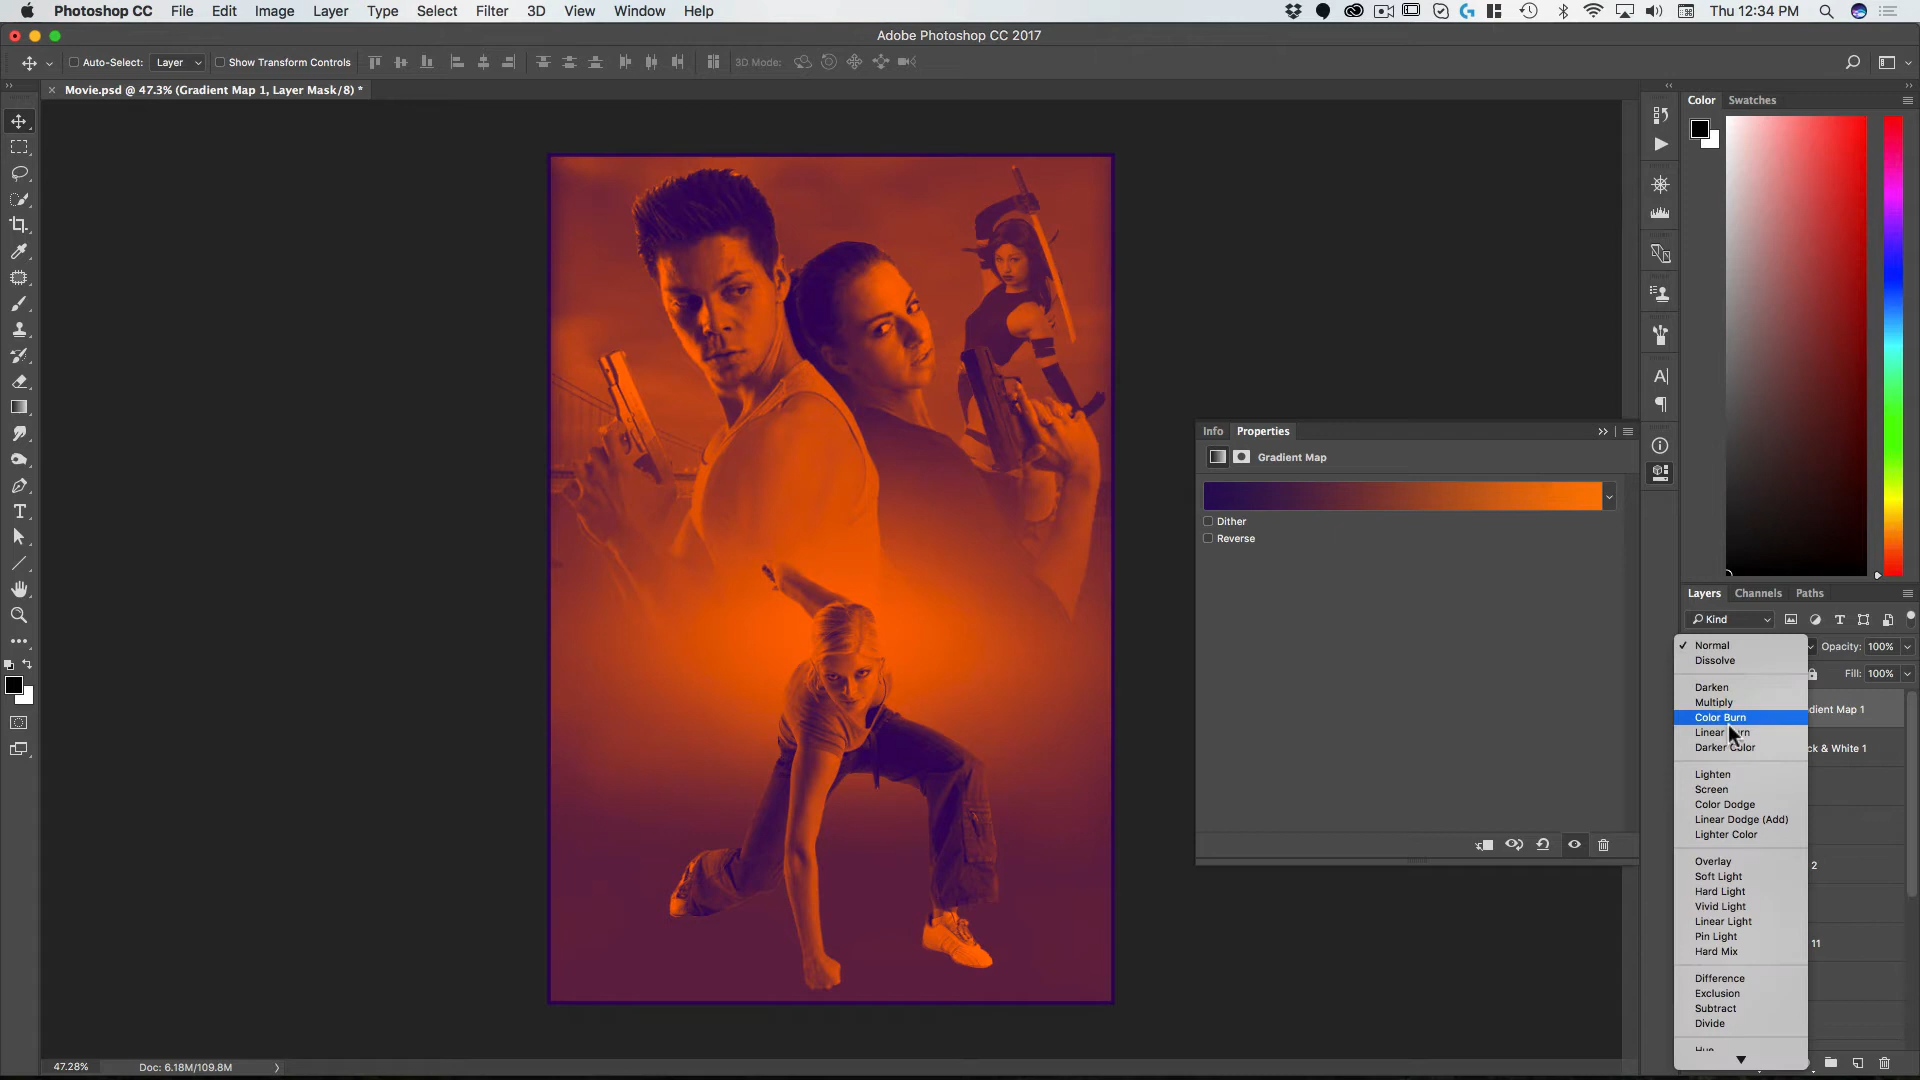 Photoshop CC File Edit Image Layer Type Select Filter 3D View Window Help
Thu 12:34 PM
Adobe Photoshop CC 2017
Auto-Select: Layer Show Transform Controls 3D Mode:
Movie.psd @ 47.3% (Gradient Map 1, Layer Mask/8) *
Color Swatches
Info Properties
Gradient Map
Dither
Reverse
Layers Channels Paths
Kind
Opacity: 100%
Fill: 100%
Normal
Dissolve
Darken
Multiply
Color Burn
Linear Burn
Darker Color
Lighten
Screen
Color Dodge
Linear Dodge (Add)
Lighter Color
Overlay
Soft Light
Hard Light
Vivid Light
Linear Light
Pin Light
Hard Mix
Difference
Exclusion
Subtract
Divide
dient Map 1
ck & White 1
2
11
47.28% Doc: 6.18M/109.8M